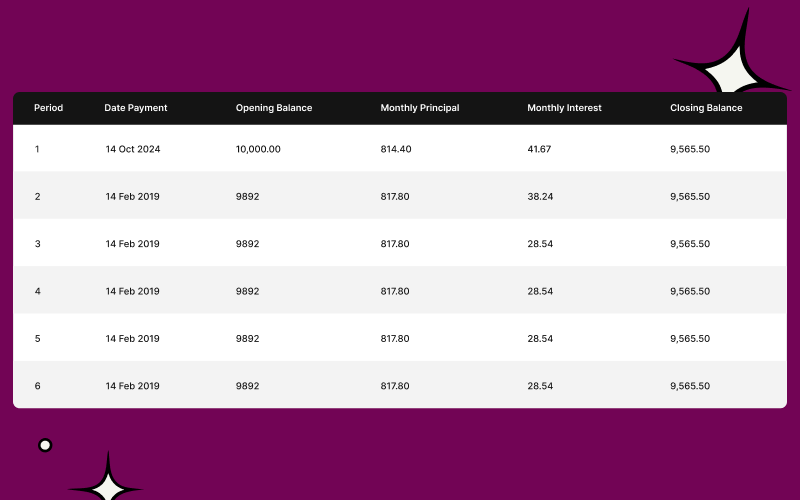 Period Date Payment Opening Balance Monthly Principal Monthly Interest Closing Balance
1 14 Oct 2024 10,000.00 814.40 41.67 9,565.50
2 14 Feb 2019 9892 817.80 38.24 9,565.50
3 14 Feb 2019 9892 817.80 28.54 9,565.50
4 14 Feb 2019 9892 817.80 28.54 9,565.50
5 14 Feb 2019 9892 817.80 28.54 9,565.50
6 14 Feb 2019 9892 817.80 28.54 9,565.50